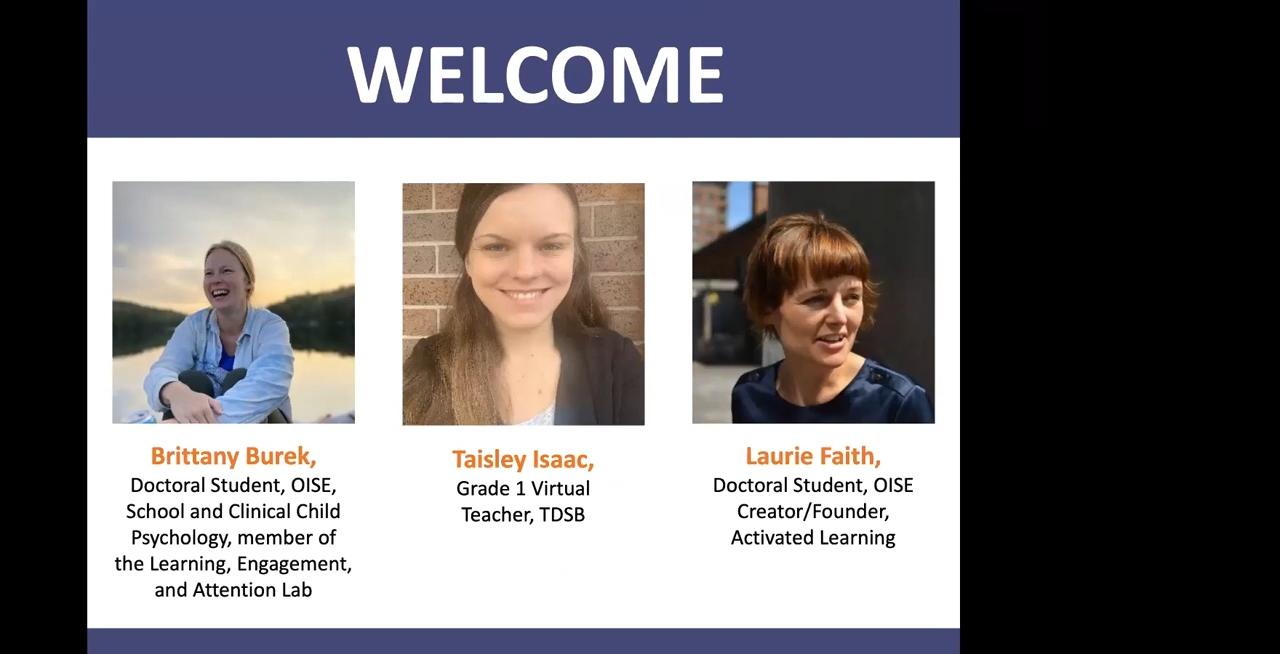 WELCOME
Brittany Burek,
Doctoral Student, OISE,
School and Clinical Child
Psychology, member of
the Learning, Engagement,
and Attention Lab
Taisley Isaac,
Grade 1 Virtual
Teacher, TDSB
Laurie Faith,
Doctoral Student, OISE
Creator/Founder,
Activated Learning